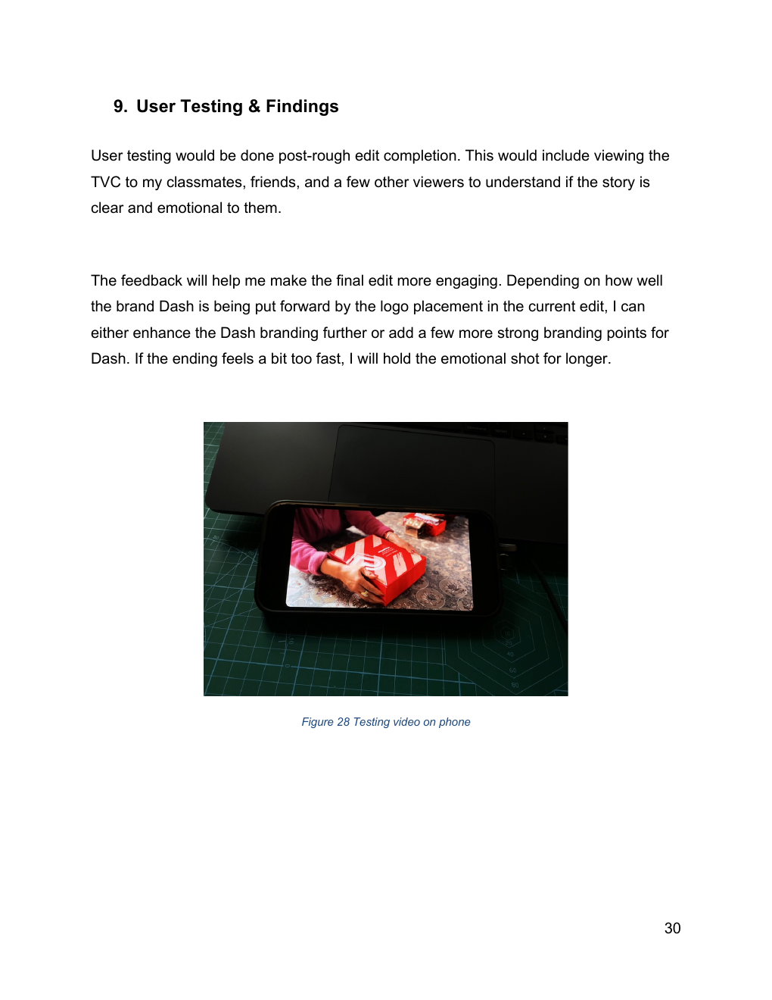 9. User Testing & Findings
User testing would be done post-rough edit completion. This would include viewing the
TVC to my classmates, friends, and a few other viewers to understand if the story is
clear and emotional to them.
The feedback will help me make the final edit more engaging. Depending on how well
the brand Dash is being put forward by the logo placement in the current edit, I can
either enhance the Dash branding further or add a few more strong branding points for
Dash. If the ending feels a bit too fast, I will hold the emotional shot for longer.
40
60
80
Figure 28 Testing video on phone
30